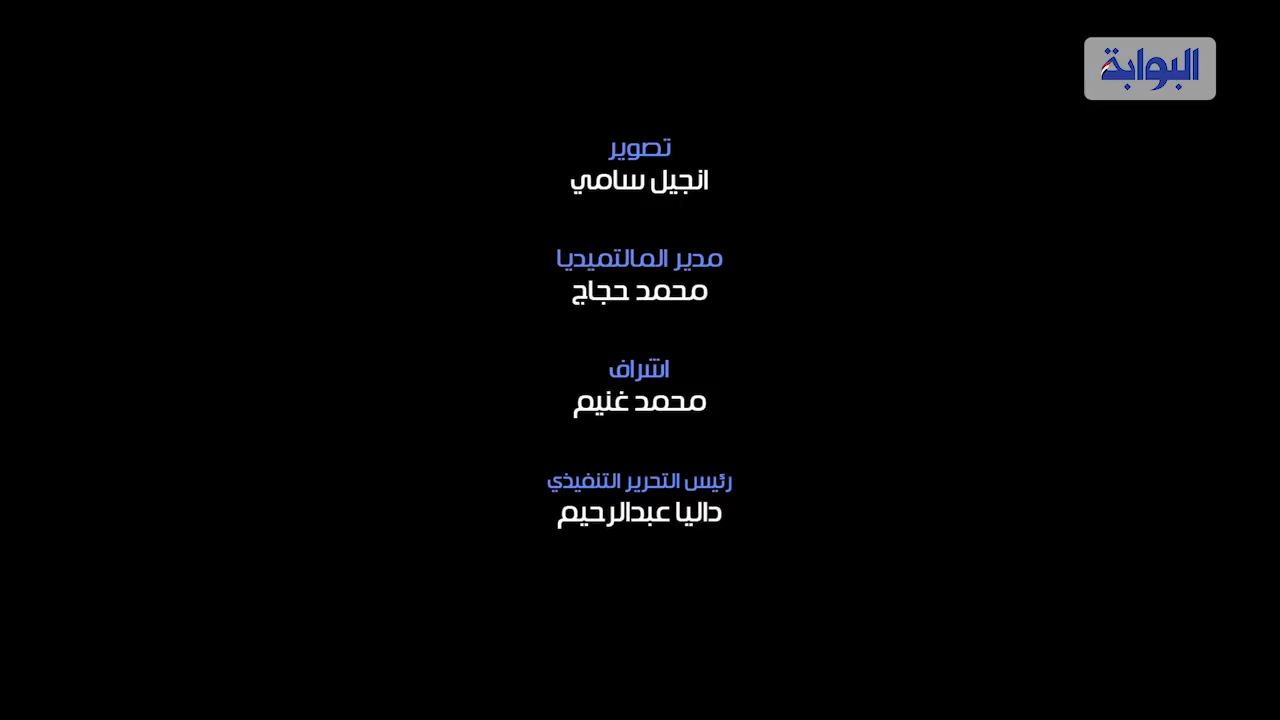 البوابة
تصوير
انجيل سامي
مدير المالتميديا
محمد حجاج
اشراف
محمد غنيم
رئيس التحرير التنفيذي
داليا عبدالرحيم